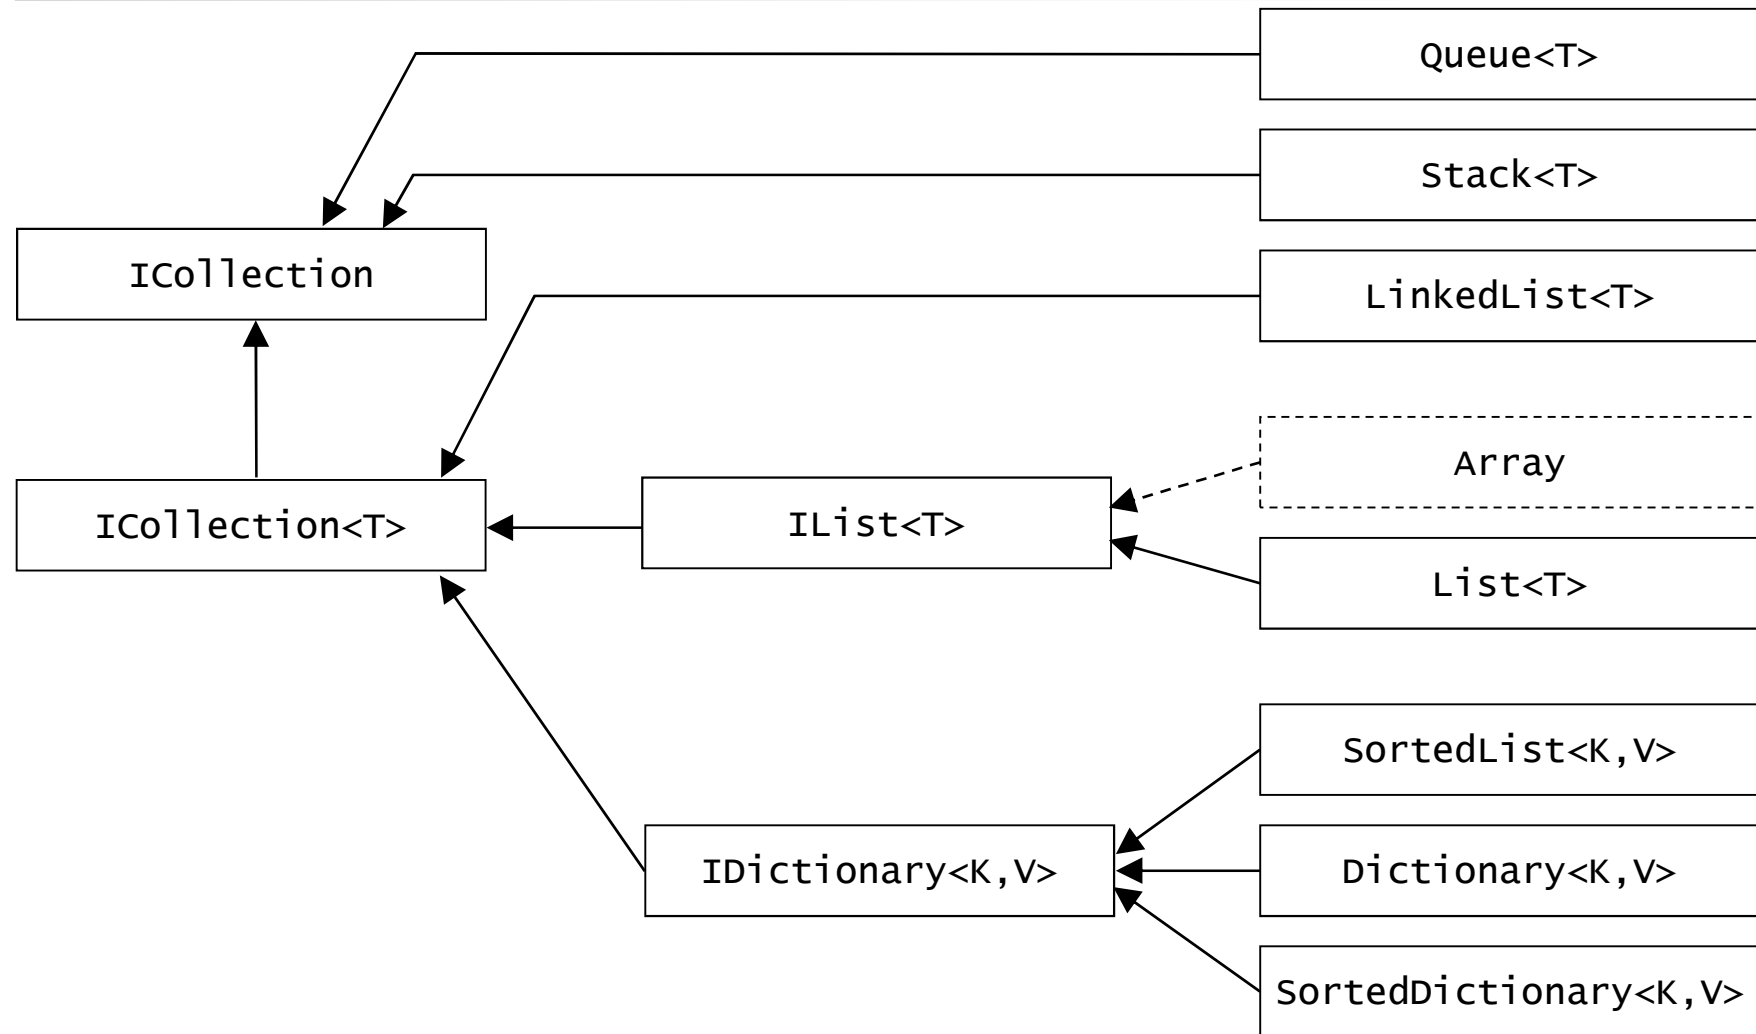 Queue<T>
Stack<T>
ICollection
LinkedList<T>
Array
ICollection<T>
IList<T>
List<T>
SortedList<K,V>
IDictionary<K,V>
Dictionary<K,V>
SortedDictionary<K,V>